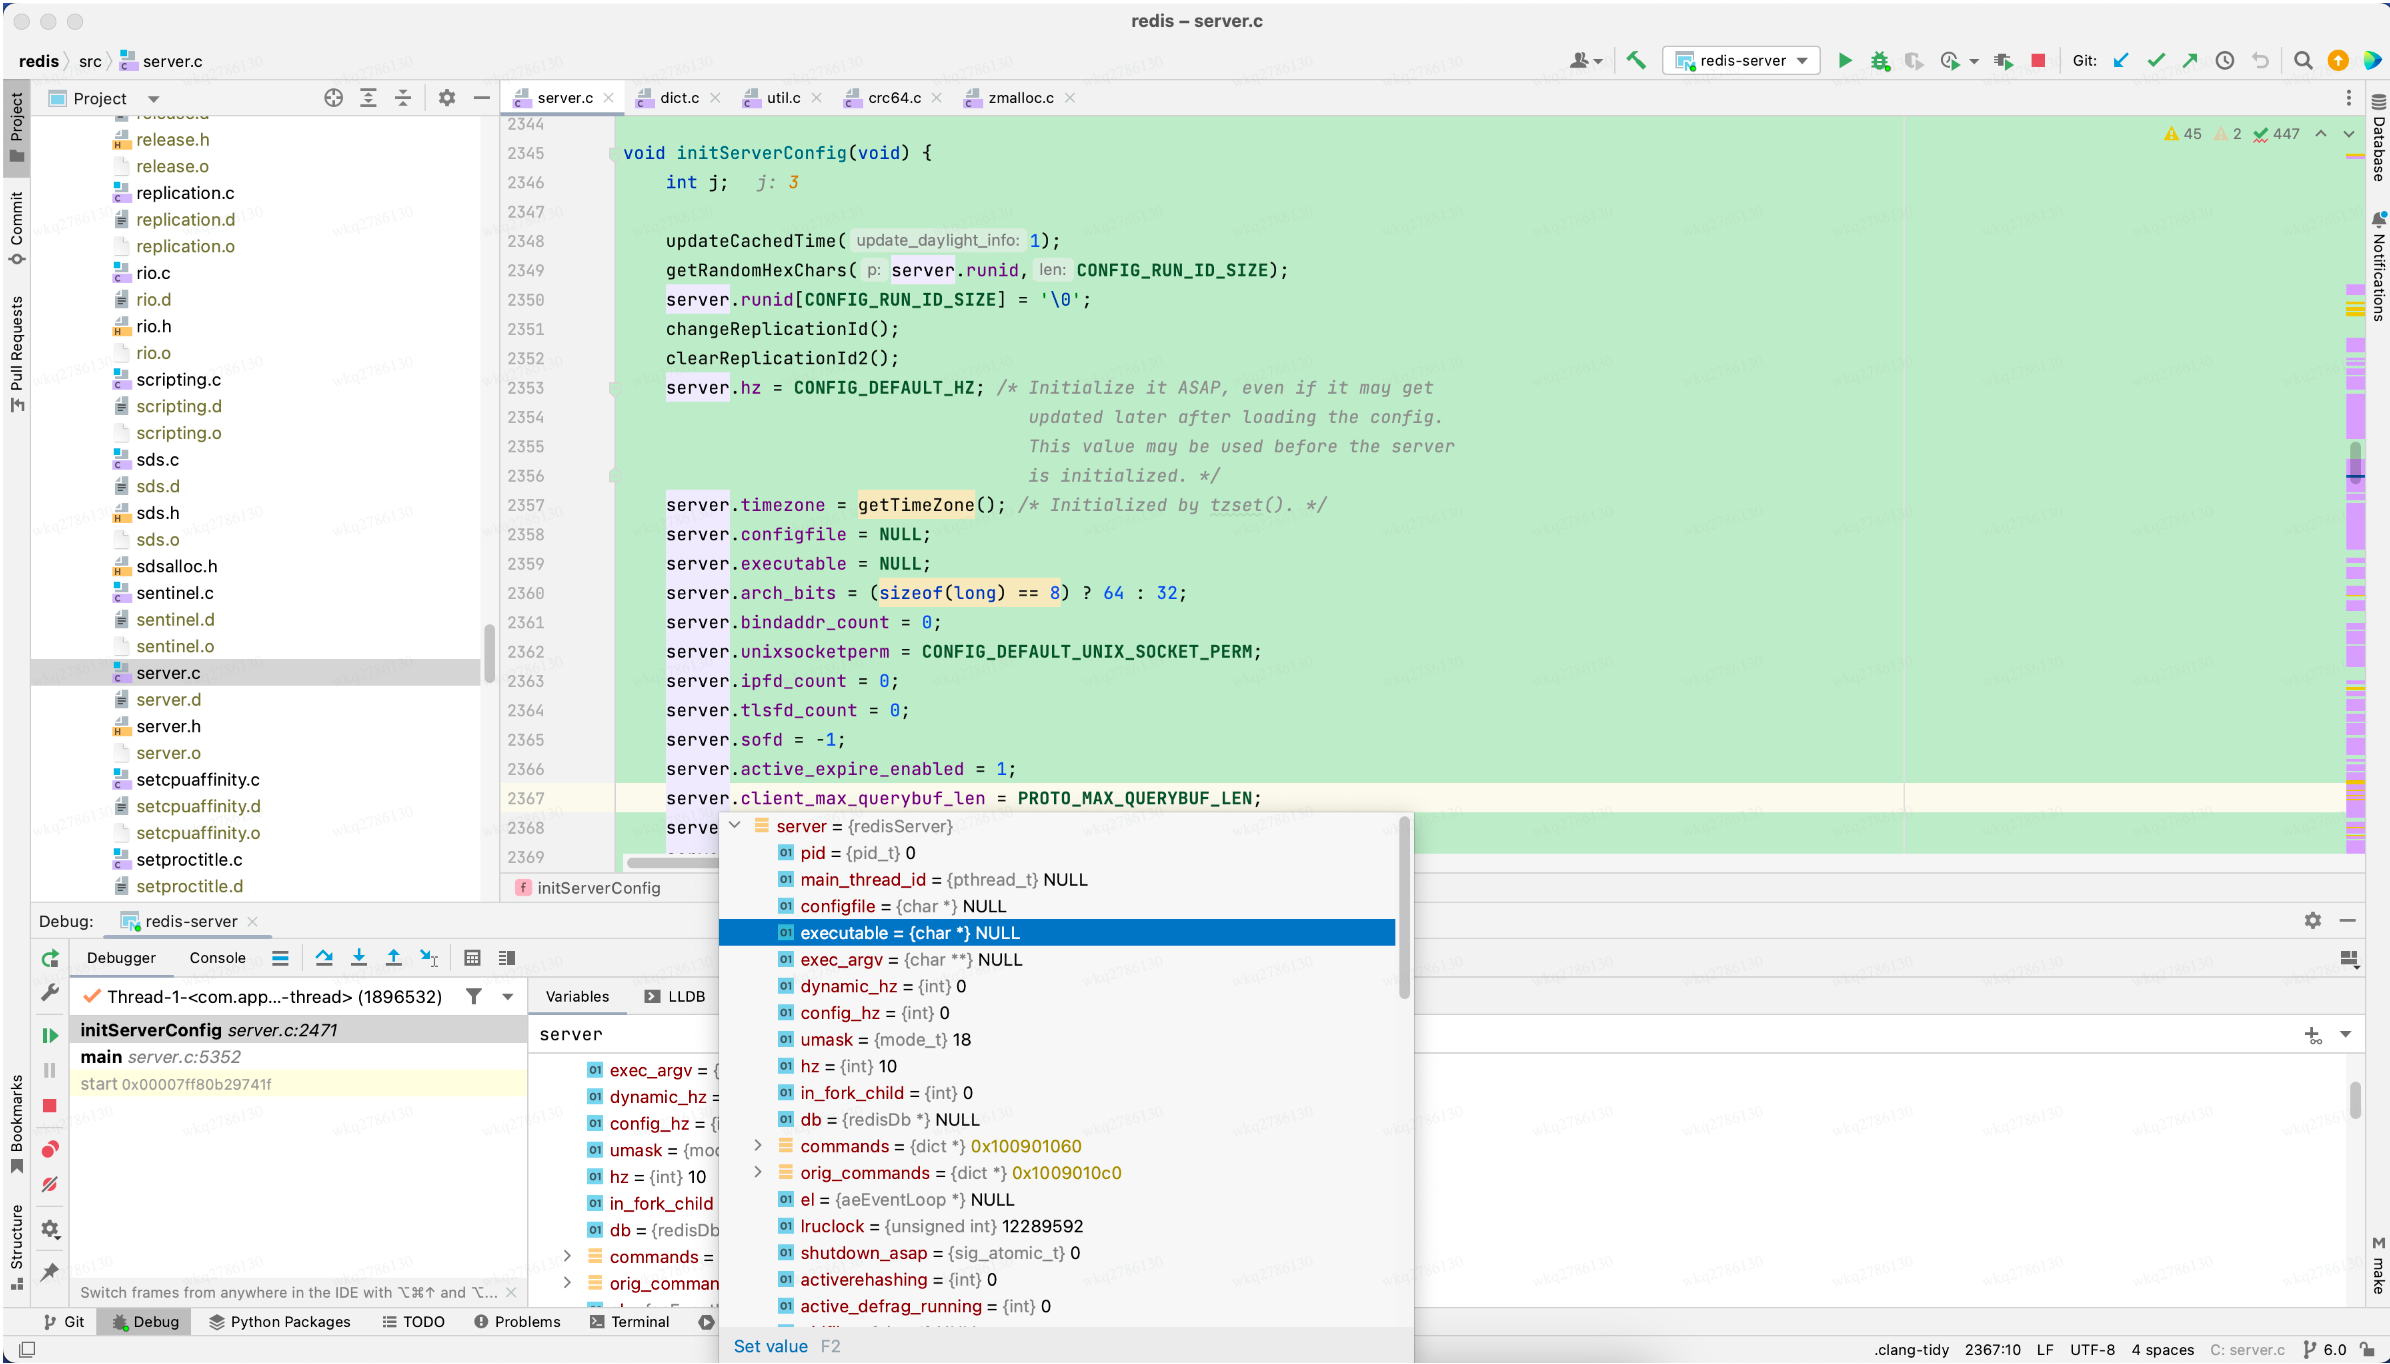 redis – server.c
redis src server.c
redis-server Git:
Project
server.c dict.c util.c crc64.c zmalloc.c
45 2 447
Project
Commit
Pull Requests
Bookmarks
Structure
Database
Notifications
make
release.d
release.h
release.o
replication.c
replication.d
replication.o
rio.c
rio.d
rio.h
rio.o
scripting.c
scripting.d
scripting.o
sds.c
sds.d
sds.h
sds.o
sdsalloc.h
sentinel.c
sentinel.d
sentinel.o
server.c
server.d
server.h
server.o
setcpuaffinity.c
setcpuaffinity.d
setcpuaffinity.o
setproctitle.c
setproctitle.d
2344
2345 void initServerConfig(void) {
2346 int j; j: 3
2347
2348 updateCachedTime( update_daylight_info: 1);
2349 getRandomHexChars( p: server.runid, len: CONFIG_RUN_ID_SIZE);
2350 server.runid[CONFIG_RUN_ID_SIZE] = '\0';
2351 changeReplicationId();
2352 clearReplicationId2();
2353 server.hz = CONFIG_DEFAULT_HZ; /* Initialize it ASAP, even if it may get
2354 updated later after loading the config.
2355 This value may be used before the server
2356 is initialized. */
2357 server.timezone = getTimeZone(); /* Initialized by tzset(). */
2358 server.configfile = NULL;
2359 server.executable = NULL;
2360 server.arch_bits = (sizeof(long) == 8) ? 64 : 32;
2361 server.bindaddr_count = 0;
2362 server.unixsocketperm = CONFIG_DEFAULT_UNIX_SOCKET_PERM;
2363 server.ipfd_count = 0;
2364 server.tlsfd_count = 0;
2365 server.sofd = -1;
2366 server.active_expire_enabled = 1;
2367 server.client_max_querybuf_len = PROTO_MAX_QUERYBUF_LEN;
2368 serve
2369
initServerConfig
server = {redisServer}
pid = {pid_t} 0
main_thread_id = {pthread_t} NULL
configfile = {char *} NULL
executable = {char *} NULL
exec_argv = {char **} NULL
dynamic_hz = {int} 0
config_hz = {int} 0
umask = {mode_t} 18
hz = {int} 10
in_fork_child = {int} 0
db = {redisDb *} NULL
commands = {dict *} 0x100901060
orig_commands = {dict *} 0x1009010c0
el = {aeEventLoop *} NULL
lruclock = {unsigned int} 12289592
shutdown_asap = {sig_atomic_t} 0
activerehashing = {int} 0
active_defrag_running = {int} 0
Set value F2
Debug: redis-server
Debugger Console
Thread-1-<com.app...-thread> (1896532)
initServerConfig server.c:2471
main server.c:5352
start 0x00007ff80b29741f
Switch frames from anywhere in the IDE with ⌥⌘↑ and ⌥...
Variables LLDB
server
exec_argv = {
dynamic_hz =
config_hz = {i
umask = {mod
hz = {int} 10
in_fork_child
db = {redisDb
commands =
orig_comman
Git Debug Python Packages TODO Problems Terminal
.clang-tidy 2367:10 LF UTF-8 4 spaces C: server.c 6.0
wkq2786130